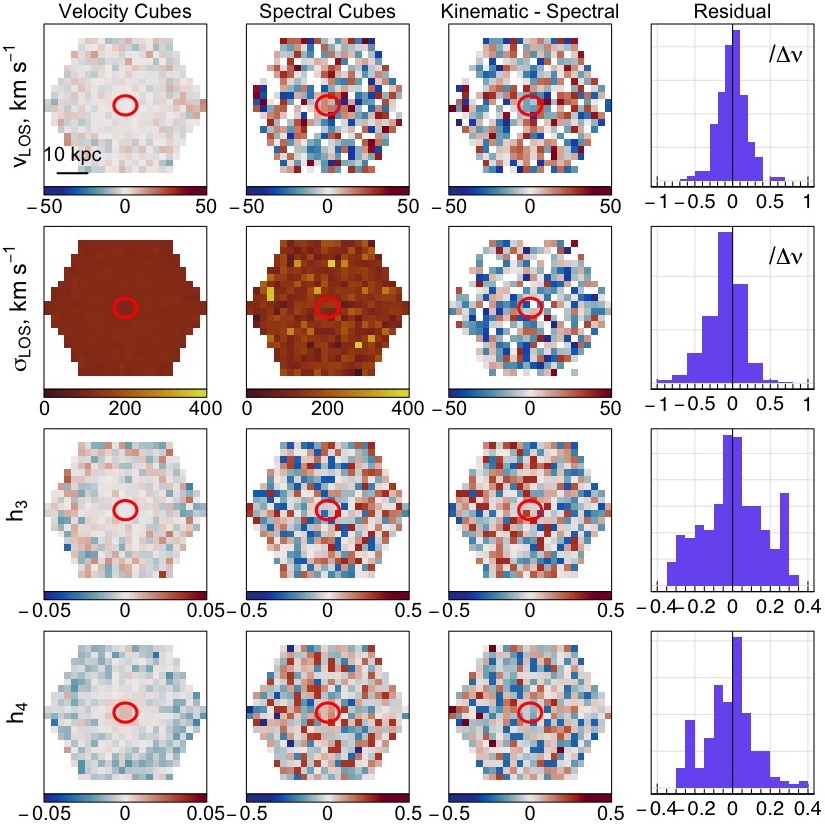 Velocity Cubes Spectral Cubes Kinematic - Spectral Residual
vLOS, km s−1
10 kpc
/Δν
−50 0 50 −50 0 50 −50 0 50 −1 −0.5 0 0.5 1
σLOS, km s−1
/Δν
0 200 400 0 200 400 −50 0 50 −1 −0.5 0 0.5 1
h3
−0.05 0 0.05 −0.5 0 0.5 −0.5 0 0.5 −0.4 −0.2 0 0.2 0.4
h4
−0.05 0 0.05 −0.5 0 0.5 −0.5 0 0.5 −0.4 −0.2 0 0.2 0.4